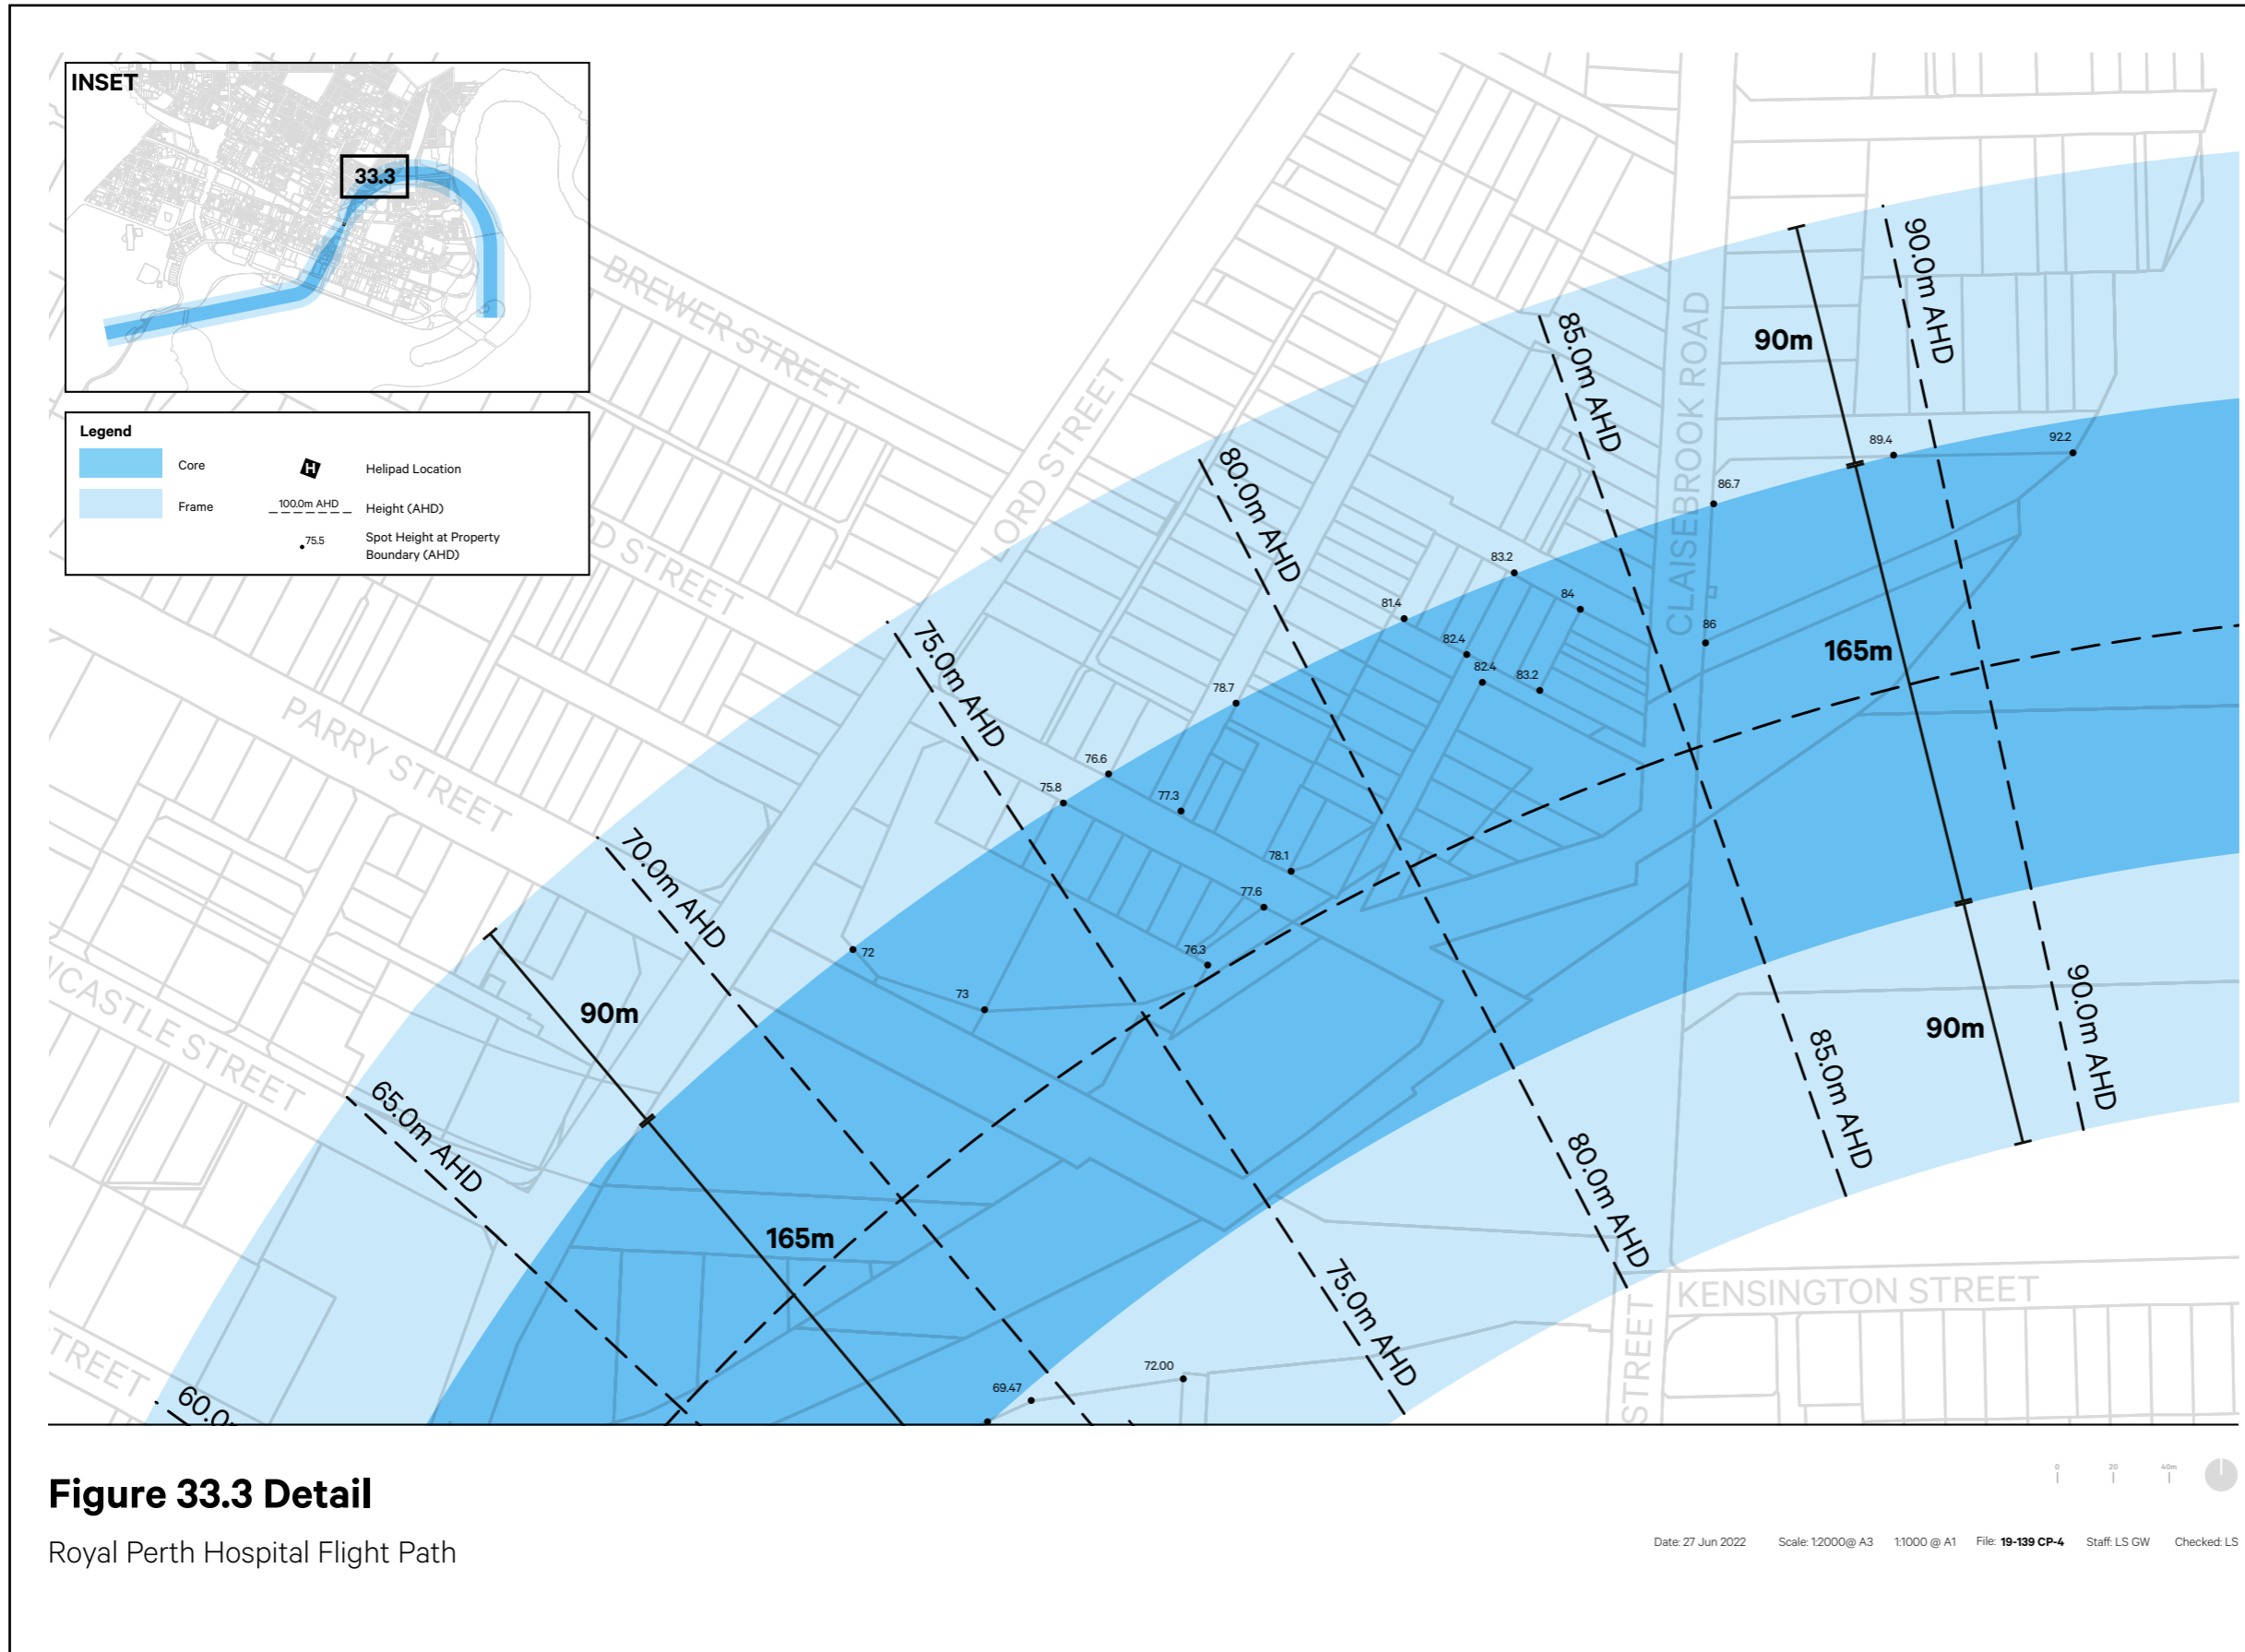 INSET
33.3
Legend
Core
Frame
H
Helipad Location
100.0m AHD
Height (AHD)
75.5
Spot Height at Property
Boundary (AHD)
BREWER STREET
LORD STREET
STREET
PARRY STREET
STREET
CLAISEBROOK ROAD
KENSINGTON STREET
STREET
90.0m AHD
85.0m AHD
80.0m AHD
75.0m AHD
70.0m AHD
65.0m AHD
90m
165m
90m
90m
165m
89.4
92.2
86.7
83.2
84
81.4
82.4
82.4
83.2
86
78.7
76.6
75.8
77.3
78.1
77.6
76.3
72
73
72.00
69.47
90.0m AHD
85.0m AHD
80.0m AHD
75.0m AHD
Figure 33.3 Detail
Royal Perth Hospital Flight Path
0 20 40m
Date: 27 Jun 2022 Scale: 1:2000@ A3 1:1000 @ A1 File: 19-139 CP-4 Staff: LS GW Checked: LS